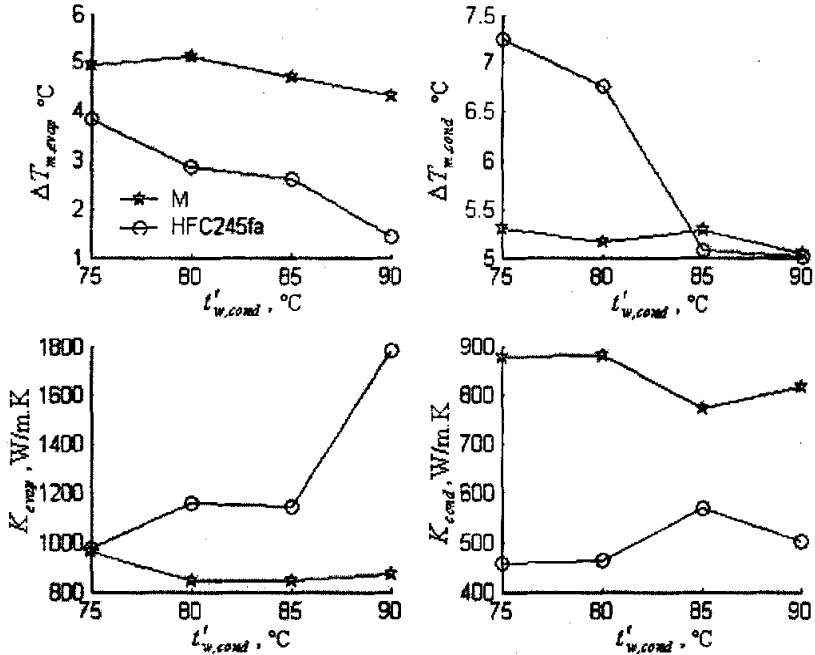 6
5
4
3
2
1
ΔT_m,evap °C
M
HFC245fa
75 80 85 90
t'_w,cond, °C
7.5
7
6.5
6
5.5
5
ΔT_m,cond °C
75 80 85 90
t'_w,cond, °C
1800
1600
1400
1200
1000
800
K_evap, W/m.K
75 80 85 90
t'_w,cond, °C
900
800
700
600
500
400
K_cond, W/m.K
75 80 85 90
t'_w,cond, °C